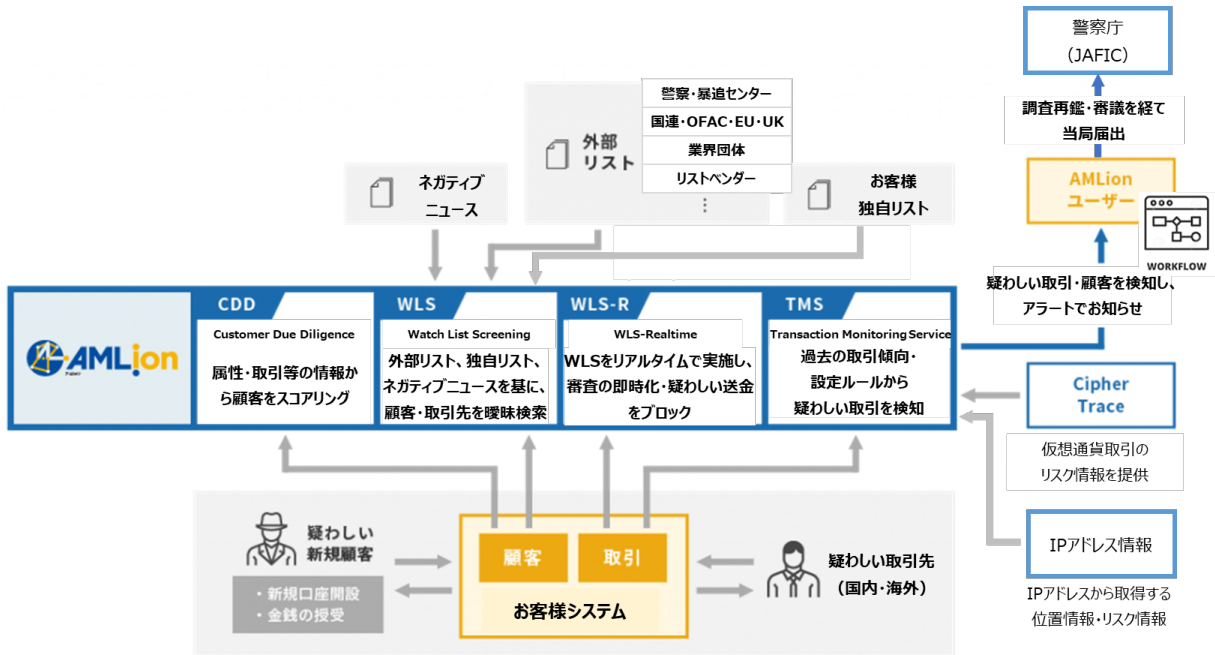 警察庁
（JAFIC）
調査再鑑・審議を経て
当局届出
AMLion
ユーザー
WORKFLOW
疑わしい取引・顧客を検知し、
アラートでお知らせ
外部
リスト
警察・暴追センター
国連・OFAC・EU・UK
業界団体
リストベンダー
⋮
ネガティブ
ニュース
お客様
独自リスト
AMLion
CDD
Customer Due Diligence
属性・取引等の情報か
ら顧客をスコアリング
WLS
Watch List Screening
外部リスト、独自リスト、
ネガティブニュースを基に、
顧客・取引先を曖昧検索
WLS-R
WLS-Realtime
WLSをリアルタイムで実施し、
審査の即時化・疑わしい送金
をブロック
TMS
Transaction Monitoring Service
過去の取引傾向・
設定ルールから
疑わしい取引を検知
Cipher
Trace
仮想通貨取引の
リスク情報を提供
IPアドレス情報
IPアドレスから取得する
位置情報・リスク情報
疑わしい
新規顧客
・新規口座開設
・金銭の授受
顧客
取引
お客様システム
疑わしい取引先
（国内・海外）